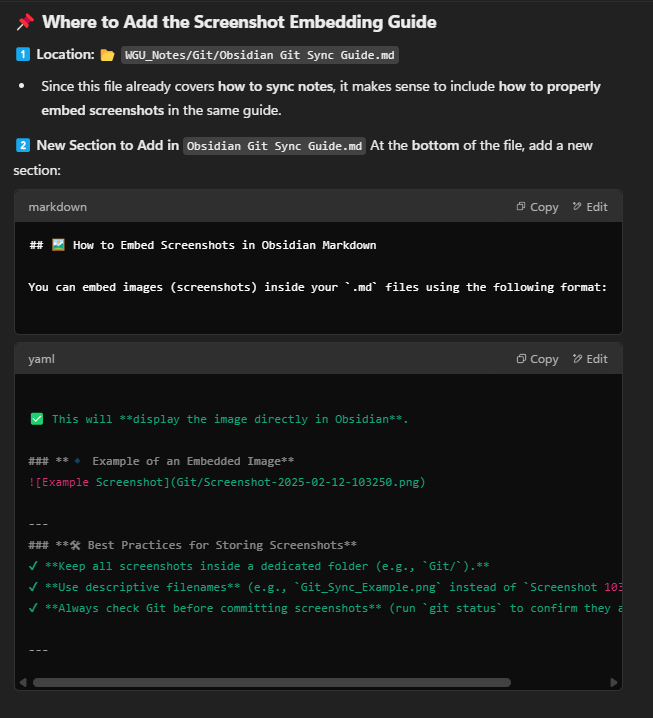 📌 Where to Add the Screenshot Embedding Guide
1️⃣ Location: 📂 WGU_Notes/Git/Obsidian Git Sync Guide.md
• Since this file already covers how to sync notes, it makes sense to include how to properly
embed screenshots in the same guide.
2️⃣ New Section to Add in Obsidian Git Sync Guide.md At the bottom of the file, add a new
section:
markdown Copy Edit
## 🖼️ How to Embed Screenshots in Obsidian Markdown
You can embed images (screenshots) inside your `.md` files using the following format:
yaml Copy Edit
✅ This will **display the image directly in Obsidian**.
### **🔹 Example of an Embedded Image**
![Example Screenshot](Git/Screenshot-2025-02-12-103250.png)
---
### **🛠 Best Practices for Storing Screenshots**
✔ **Keep all screenshots inside a dedicated folder (e.g., `Git/`).**
✔ **Use descriptive filenames** (e.g., `Git_Sync_Example.png` instead of `Screenshot 103
✔ **Always check Git before committing screenshots** (run `git status` to confirm they a
---